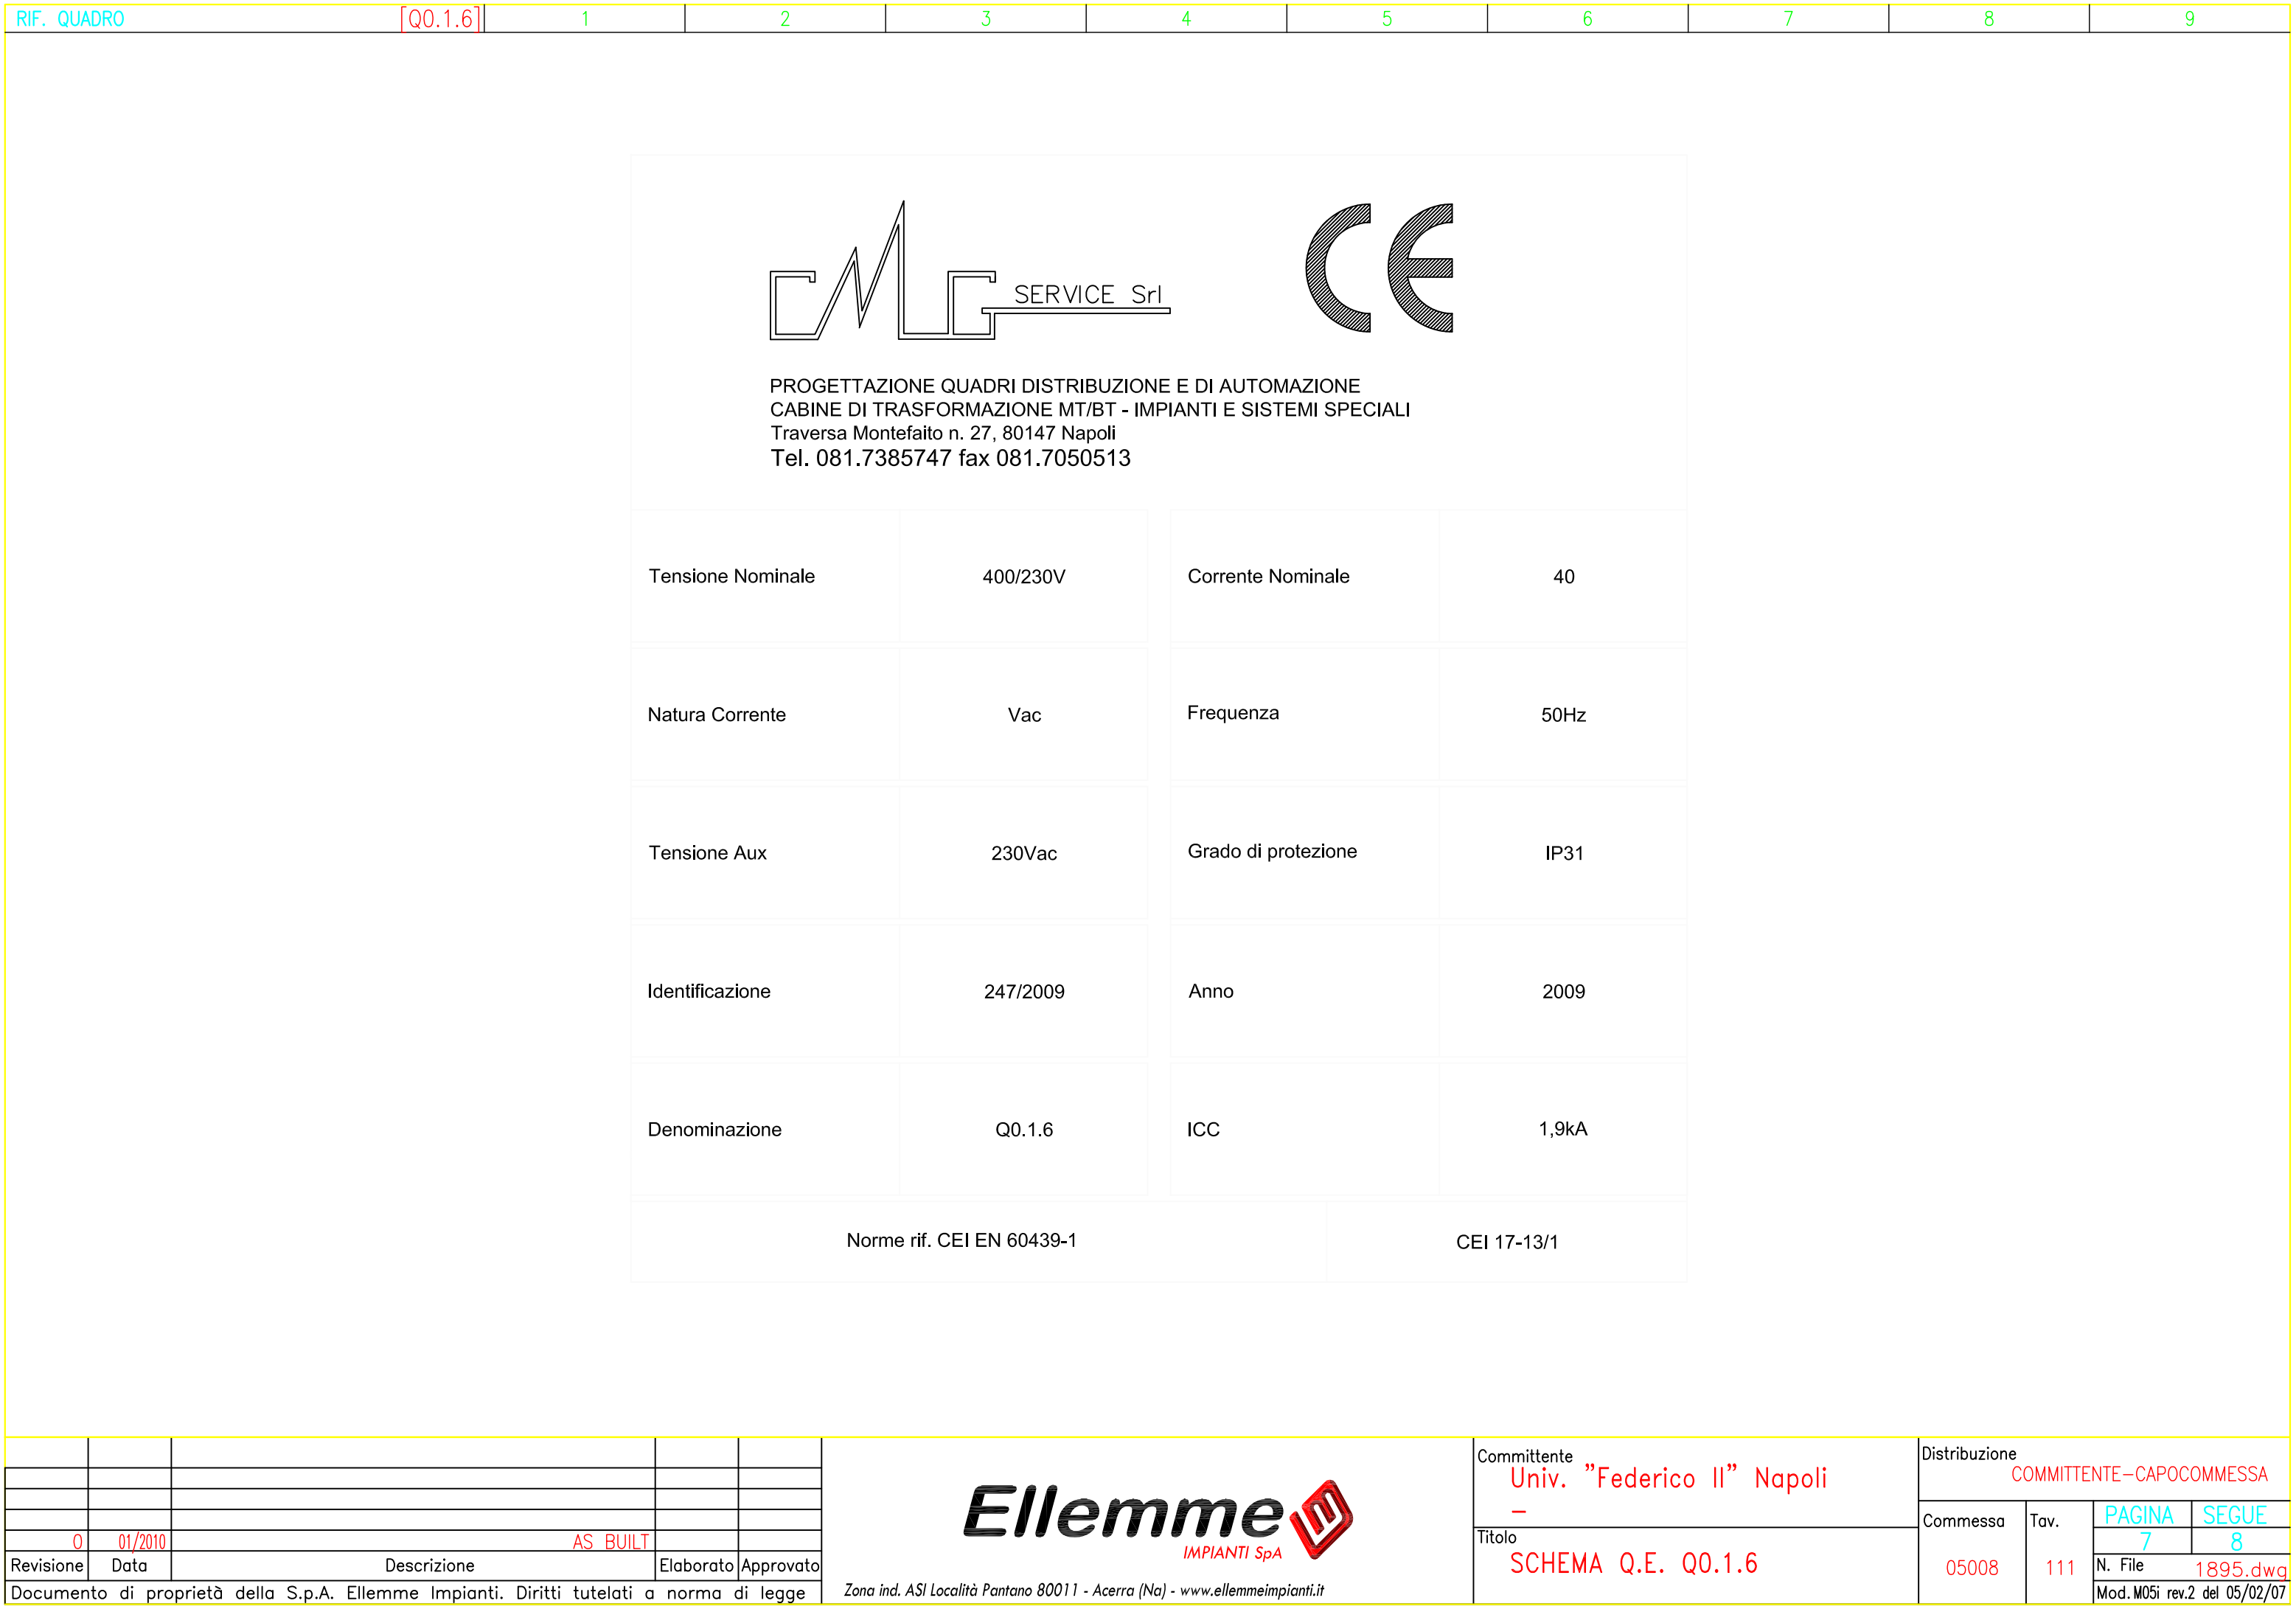 RIF. QUADRO [Q0.1.6] 1 2 3 4 5 6 7 8 9
CMG SERVICE Srl
CE
PROGETTAZIONE QUADRI DISTRIBUZIONE E DI AUTOMAZIONE
CABINE DI TRASFORMAZIONE MT/BT - IMPIANTI E SISTEMI SPECIALI
Traversa Montefaito n. 27, 80147 Napoli
Tel. 081.7385747 fax 081.7050513
Tensione Nominale 400/230V Corrente Nominale 40
Natura Corrente Vac Frequenza 50Hz
Tensione Aux 230Vac Grado di protezione IP31
Identificazione 247/2009 Anno 2009
Denominazione Q0.1.6 ICC 1,9kA
Norme rif. CEI EN 60439-1 CEI 17-13/1
0 01/2010 AS BUILT
Revisione Data Descrizione Elaborato Approvato
Documento di proprietà della S.p.A. Ellemme Impianti. Diritti tutelati a norma di legge
Ellemme
IMPIANTI SpA
Zona ind. ASI Località Pantano 80011 - Acerra (Na) - www.ellemmeimpianti.it
Committente
Univ. "Federico II" Napoli
–
Titolo
SCHEMA Q.E. Q0.1.6
Distribuzione
COMMITTENTE-CAPOCOMMESSA
Commessa
05008
Tav.
111
PAGINA SEGUE
7 8
N. File 1895.dwg
Mod. M05i rev.2 del 05/02/07